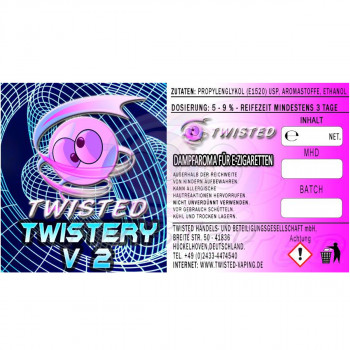 TWISTED
TWISTERY
V 2
ZUTATEN: PROPYLENGLYKOL (E1520) USP, AROMASTOFFE, ETHANOL
DOSIERUNG: 5 - 9 % - REIFEZEIT MINDESTENS 3 TAGE
TWISTED
INHALT
NET.
DAMPFAROMA FÜR E-ZIGARETTEN
MHD
AUßERHALB DER REICHWEITE
VON KINDERN AUFBEWAHREN
KANN ALLERGISCHE
HAUTREAKTIONEN HERVORRUFEN
NICHT UNVERDÜNNT VERWENDEN.
VOR GEBRAUCH SCHÜTTELN
KÜHL UND TROCKEN LAGERN
BATCH
TWISTED HANDELS- UND BETEILIGUNGSGESELLSCHAFT mbH,
BREITE STR. 50 - 41836
HÜCKELHOVEN,DEUTSCHLAND.
TEL. +49 (0)2433-4474540
INTERNET: WWW.TWISTED-VAPING.DE
Achtung